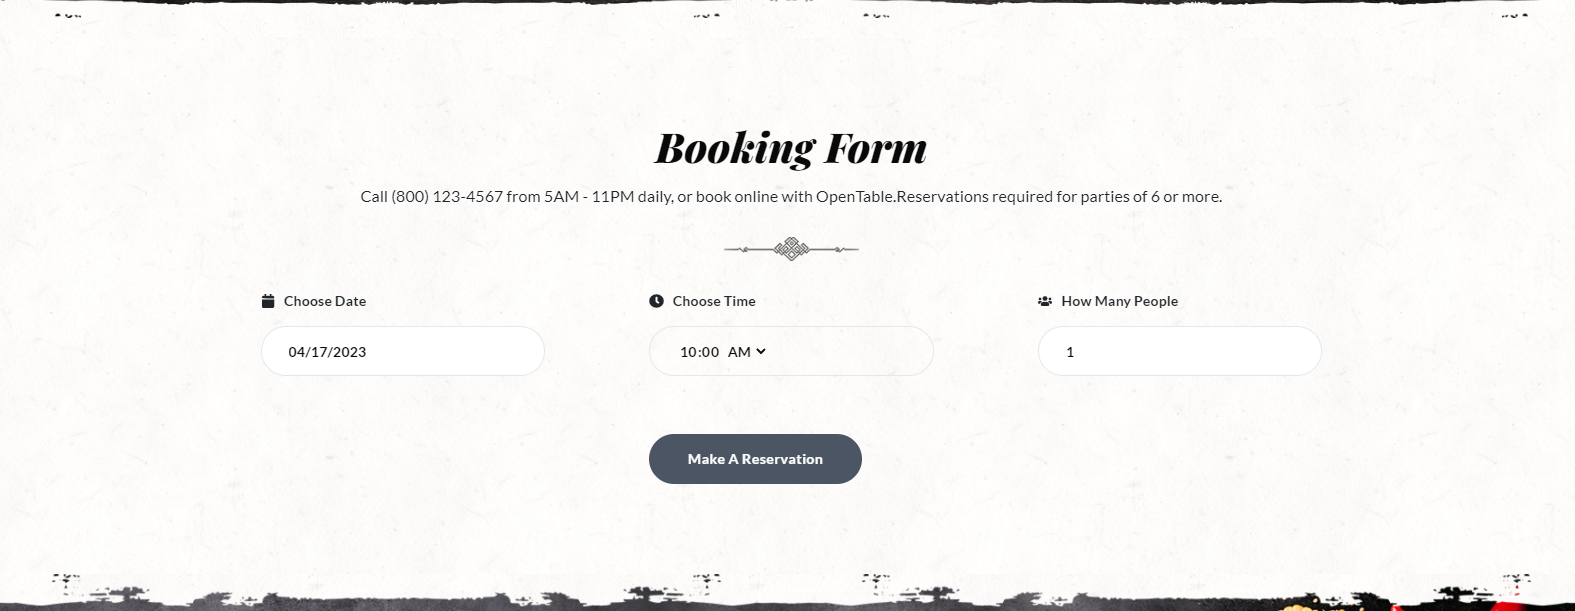 Booking Form
Call (800) 123-4567 from 5AM - 11PM daily, or book online with OpenTable.Reservations required for parties of 6 or more.
Choose Date
Choose Time
How Many People
04/17/2023
10:00 AM
1
Make A Reservation